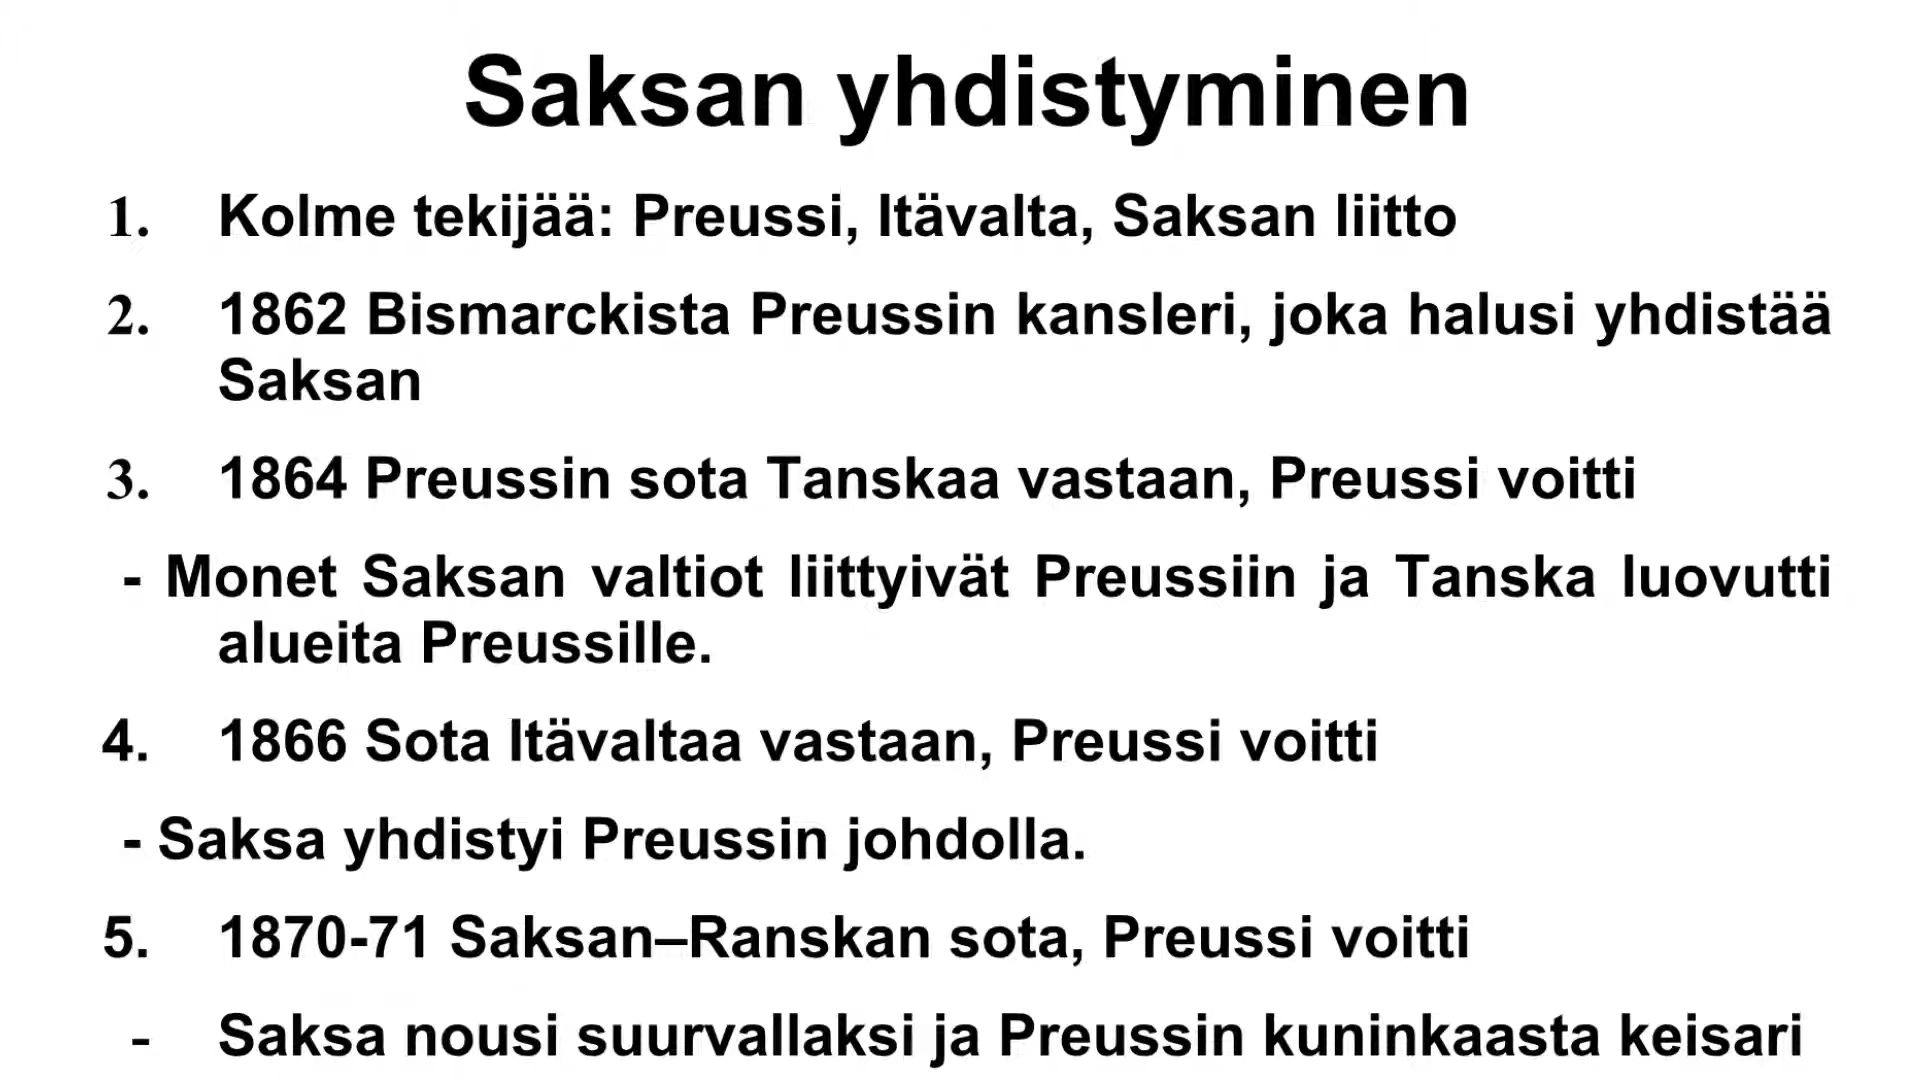 Saksan yhdistyminen
1. Kolme tekijää: Preussi, Itävalta, Saksan liitto
2. 1862 Bismarckista Preussin kansleri, joka halusi yhdistää
Saksan
3. 1864 Preussin sota Tanskaa vastaan, Preussi voitti
- Monet Saksan valtiot liittyivät Preussiin ja Tanska luovutti
alueita Preussille.
4. 1866 Sota Itävaltaa vastaan, Preussi voitti
- Saksa yhdistyi Preussin johdolla.
5. 1870-71 Saksan–Ranskan sota, Preussi voitti
- Saksa nousi suurvallaksi ja Preussin kuninkaasta keisari